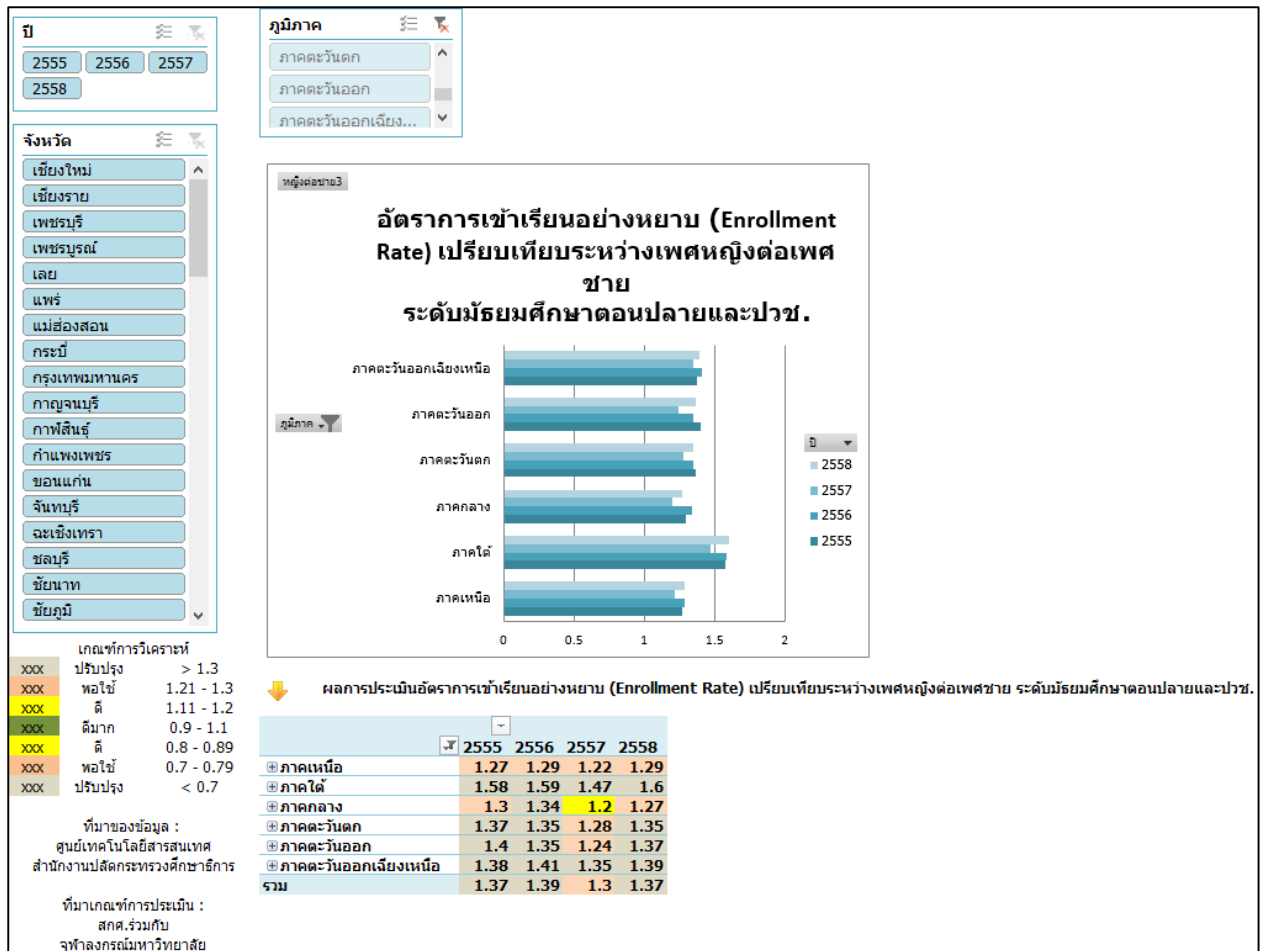 ปี
2555 2556 2557
2558
ภูมิภาค
ภาคตะวันตก
ภาคตะวันออก
ภาคตะวันออกเฉียง...
จังหวัด
เชียงใหม่
เชียงราย
เพชรบุรี
เพชรบูรณ์
เลย
แพร่
แม่ฮ่องสอน
กระบี่
กรุงเทพมหานคร
กาญจนบุรี
กาฬสินธุ์
กำแพงเพชร
ขอนแก่น
จันทบุรี
ฉะเชิงเทรา
ชลบุรี
ชัยนาท
ชัยภูมิ
หญิงต่อชาย3
อัตราการเข้าเรียนอย่างหยาบ (Enrollment
Rate) เปรียบเทียบระหว่างเพศหญิงต่อเพศ
ชาย
ระดับมัธยมศึกษาตอนปลายและปวช.
ภาคตะวันออกเฉียงเหนือ
ภาคตะวันออก
ภาคตะวันตก
ภาคกลาง
ภาคใต้
ภาคเหนือ
0 0.5 1 1.5 2
ภูมิภาค
ปี
2558
2557
2556
2555
เกณฑ์การวิเคราะห์
xxx ปรับปรุง > 1.3
xxx พอใช้ 1.21 - 1.3
xxx ดี 1.11 - 1.2
xxx ดีมาก 0.9 - 1.1
xxx ดี 0.8 - 0.89
xxx พอใช้ 0.7 - 0.79
xxx ปรับปรุง < 0.7
ที่มาของข้อมูล :
ศูนย์เทคโนโลยีสารสนเทศ
สำนักงานปลัดกระทรวงศึกษาธิการ
ที่มาเกณฑ์การประเมิน :
สกศ.ร่วมกับ
จุฬาลงกรณ์มหาวิทยาลัย
ผลการประเมินอัตราการเข้าเรียนอย่างหยาบ (Enrollment Rate) เปรียบเทียบระหว่างเพศหญิงต่อเพศชาย ระดับมัธยมศึกษาตอนปลายและปวช.
2555 2556 2557 2558
ภาคเหนือ 1.27 1.29 1.22 1.29
ภาคใต้ 1.58 1.59 1.47 1.6
ภาคกลาง 1.3 1.34 1.2 1.27
ภาคตะวันตก 1.37 1.35 1.28 1.35
ภาคตะวันออก 1.4 1.35 1.24 1.37
ภาคตะวันออกเฉียงเหนือ 1.38 1.41 1.35 1.39
รวม 1.37 1.39 1.3 1.37